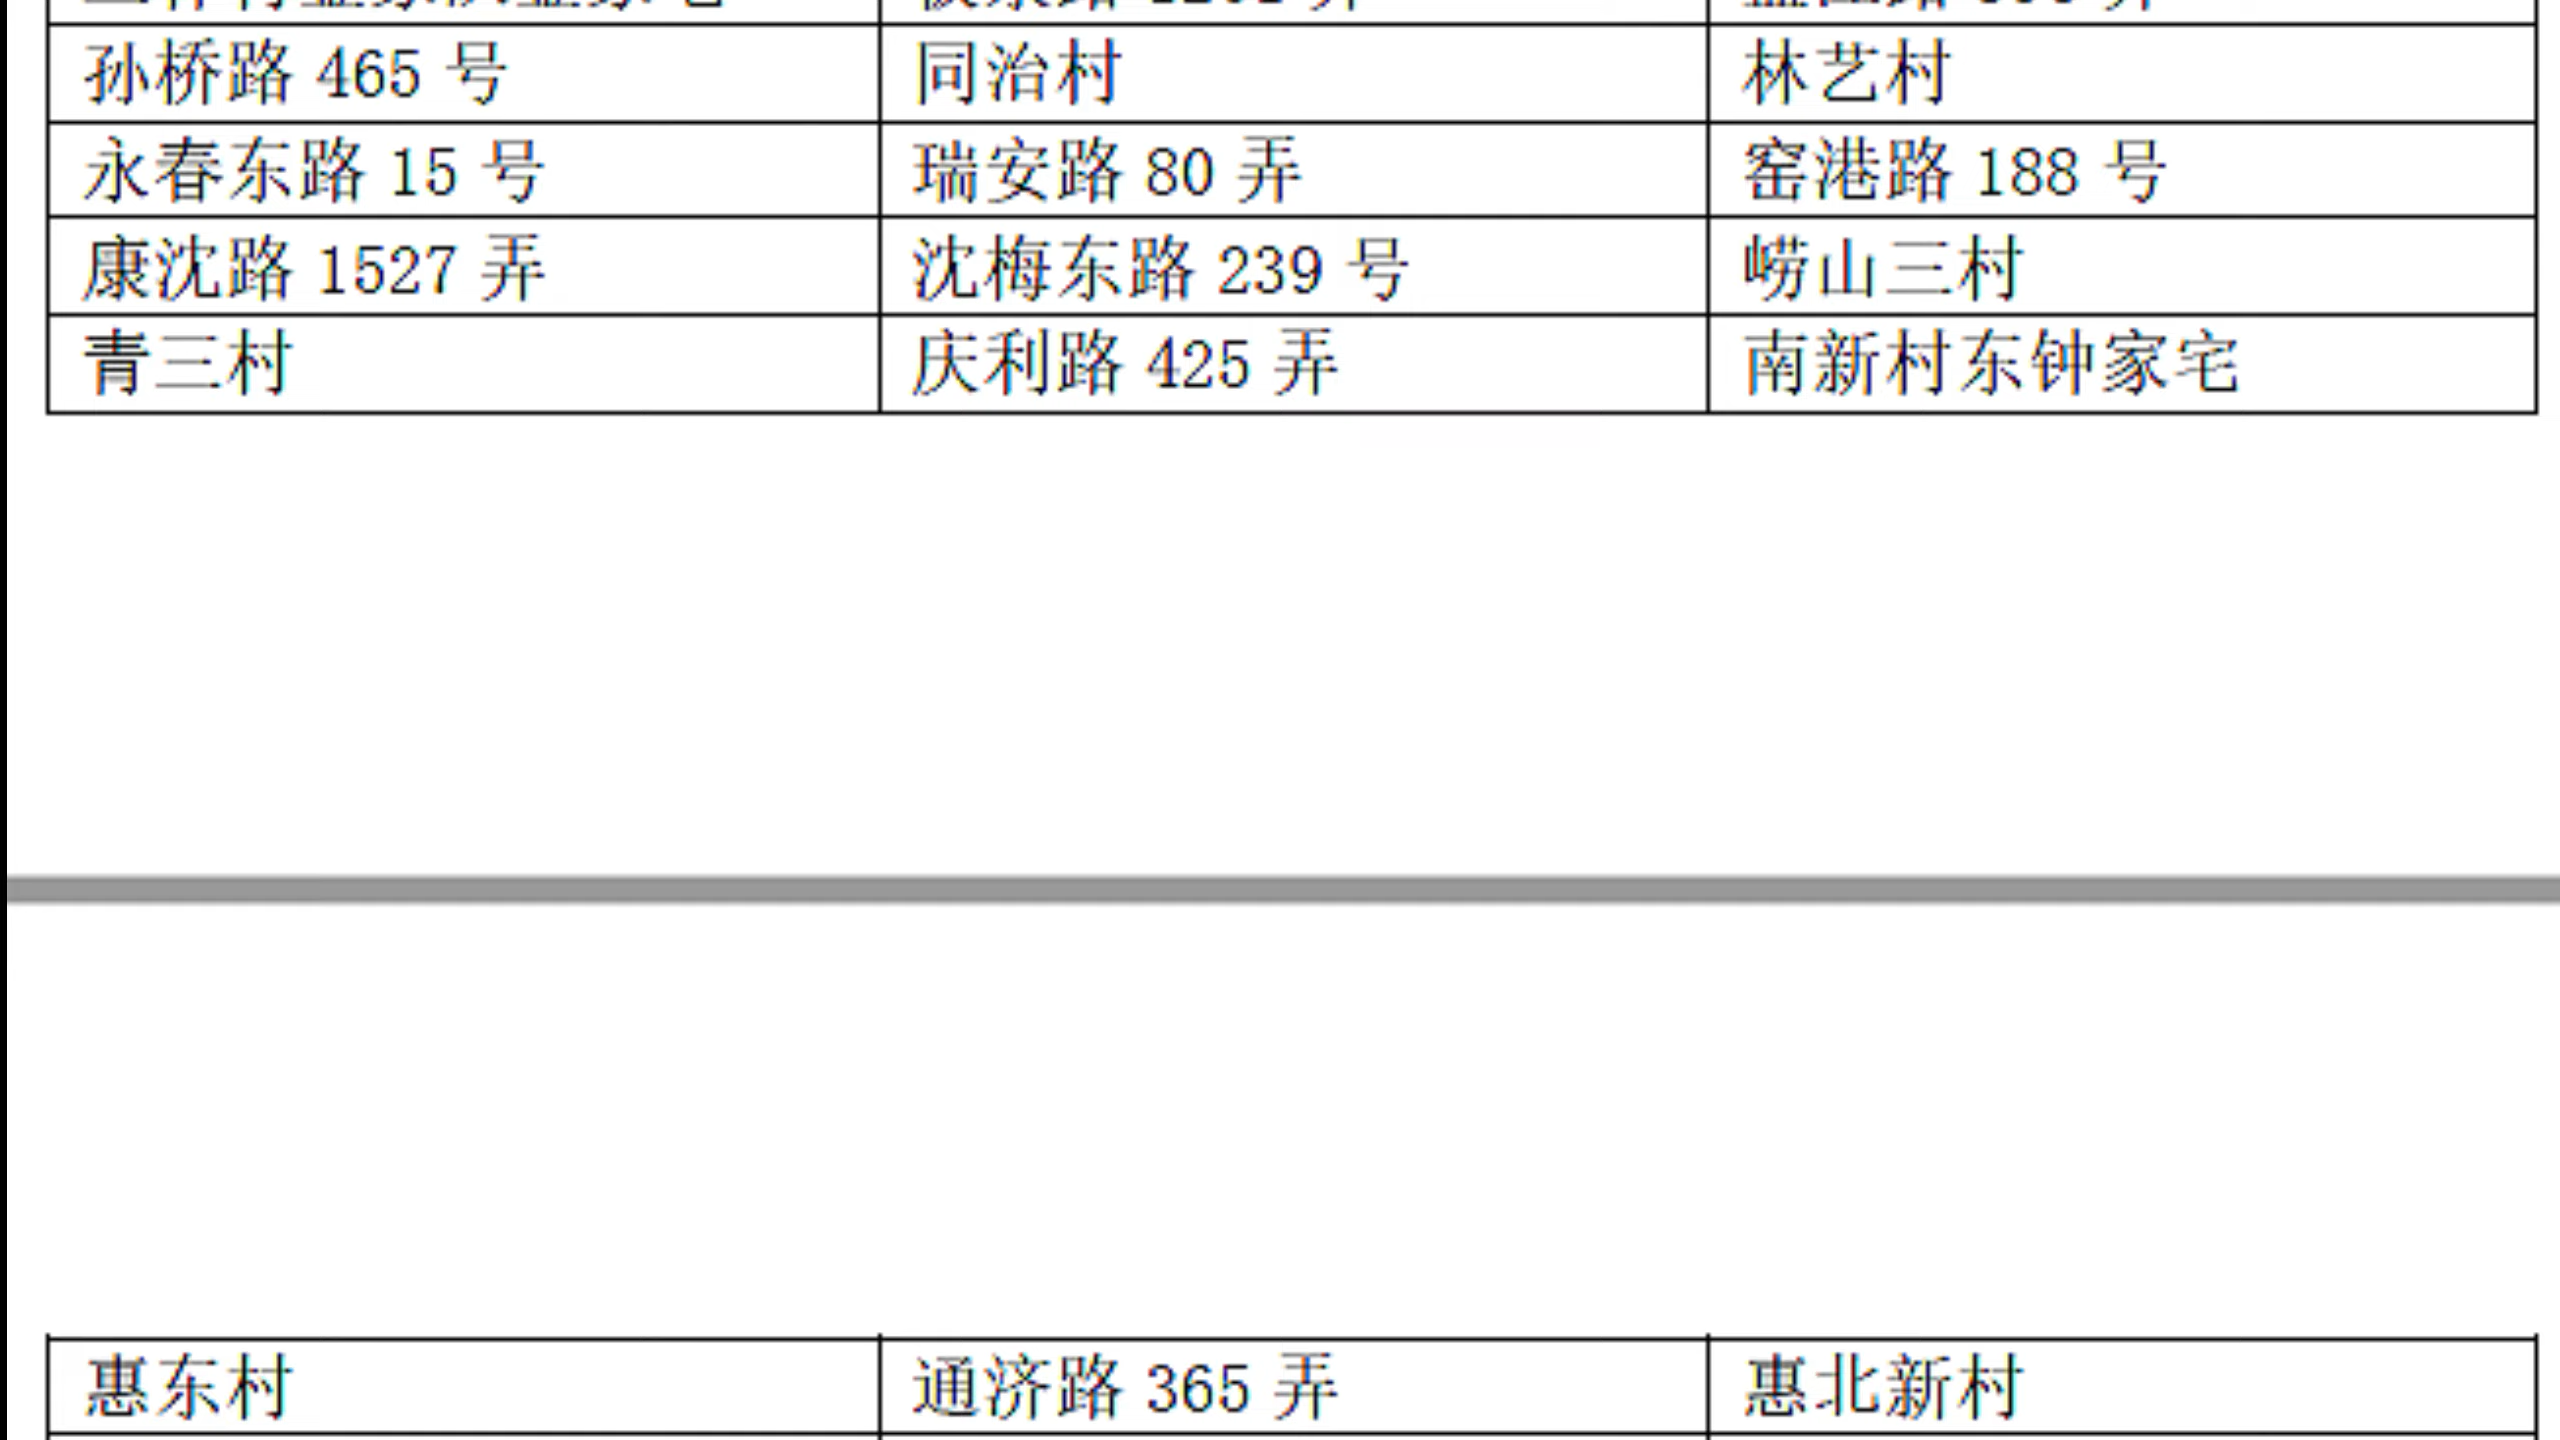 孙桥路 465 号 同治村 林艺村
永春东路 15 号 瑞安路 80 弄 窑港路 188 号
康沈路 1527 弄 沈梅东路 239 号 崂山三村
青三村 庆利路 425 弄 南新村东钟家宅
惠东村 通济路 365 弄 惠北新村